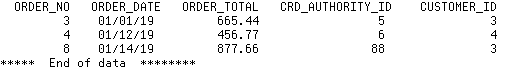 ORDER_NO ORDER_DATE ORDER_TOTAL CRD_AUTHORITY_ID CUSTOMER_ID
3 01/01/19 665.44 5 3
4 01/12/19 456.77 6 4
8 01/14/19 877.66 88 3
***** End of data ********